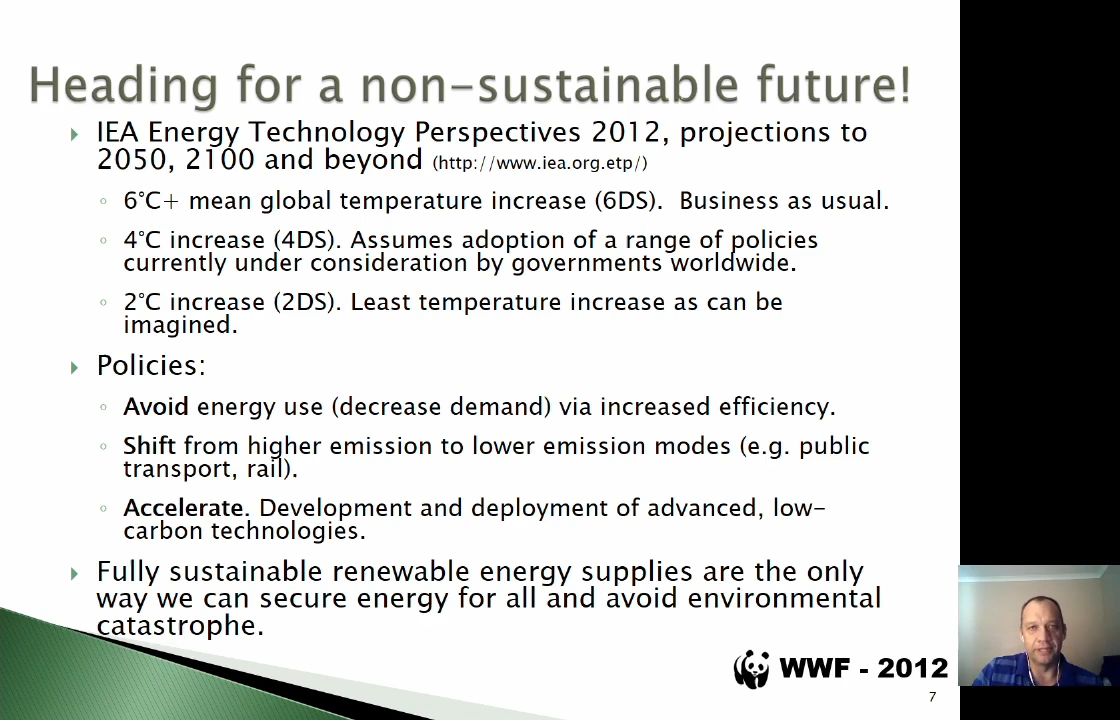 Heading for a non-sustainable future!
IEA Energy Technology Perspectives 2012, projections to
2050, 2100 and beyond (http://www.iea.org.etp/)
6°C+ mean global temperature increase (6DS).  Business as usual.
4°C increase (4DS). Assumes adoption of a range of policies
currently under consideration by governments worldwide.
2°C increase (2DS). Least temperature increase as can be
imagined.
Policies:
Avoid energy use (decrease demand) via increased efficiency.
Shift from higher emission to lower emission modes (e.g. public
transport, rail).
Accelerate. Development and deployment of advanced, low-
carbon technologies.
Fully sustainable renewable energy supplies are the only
way we can secure energy for all and avoid environmental
catastrophe.
WWF - 2012
7